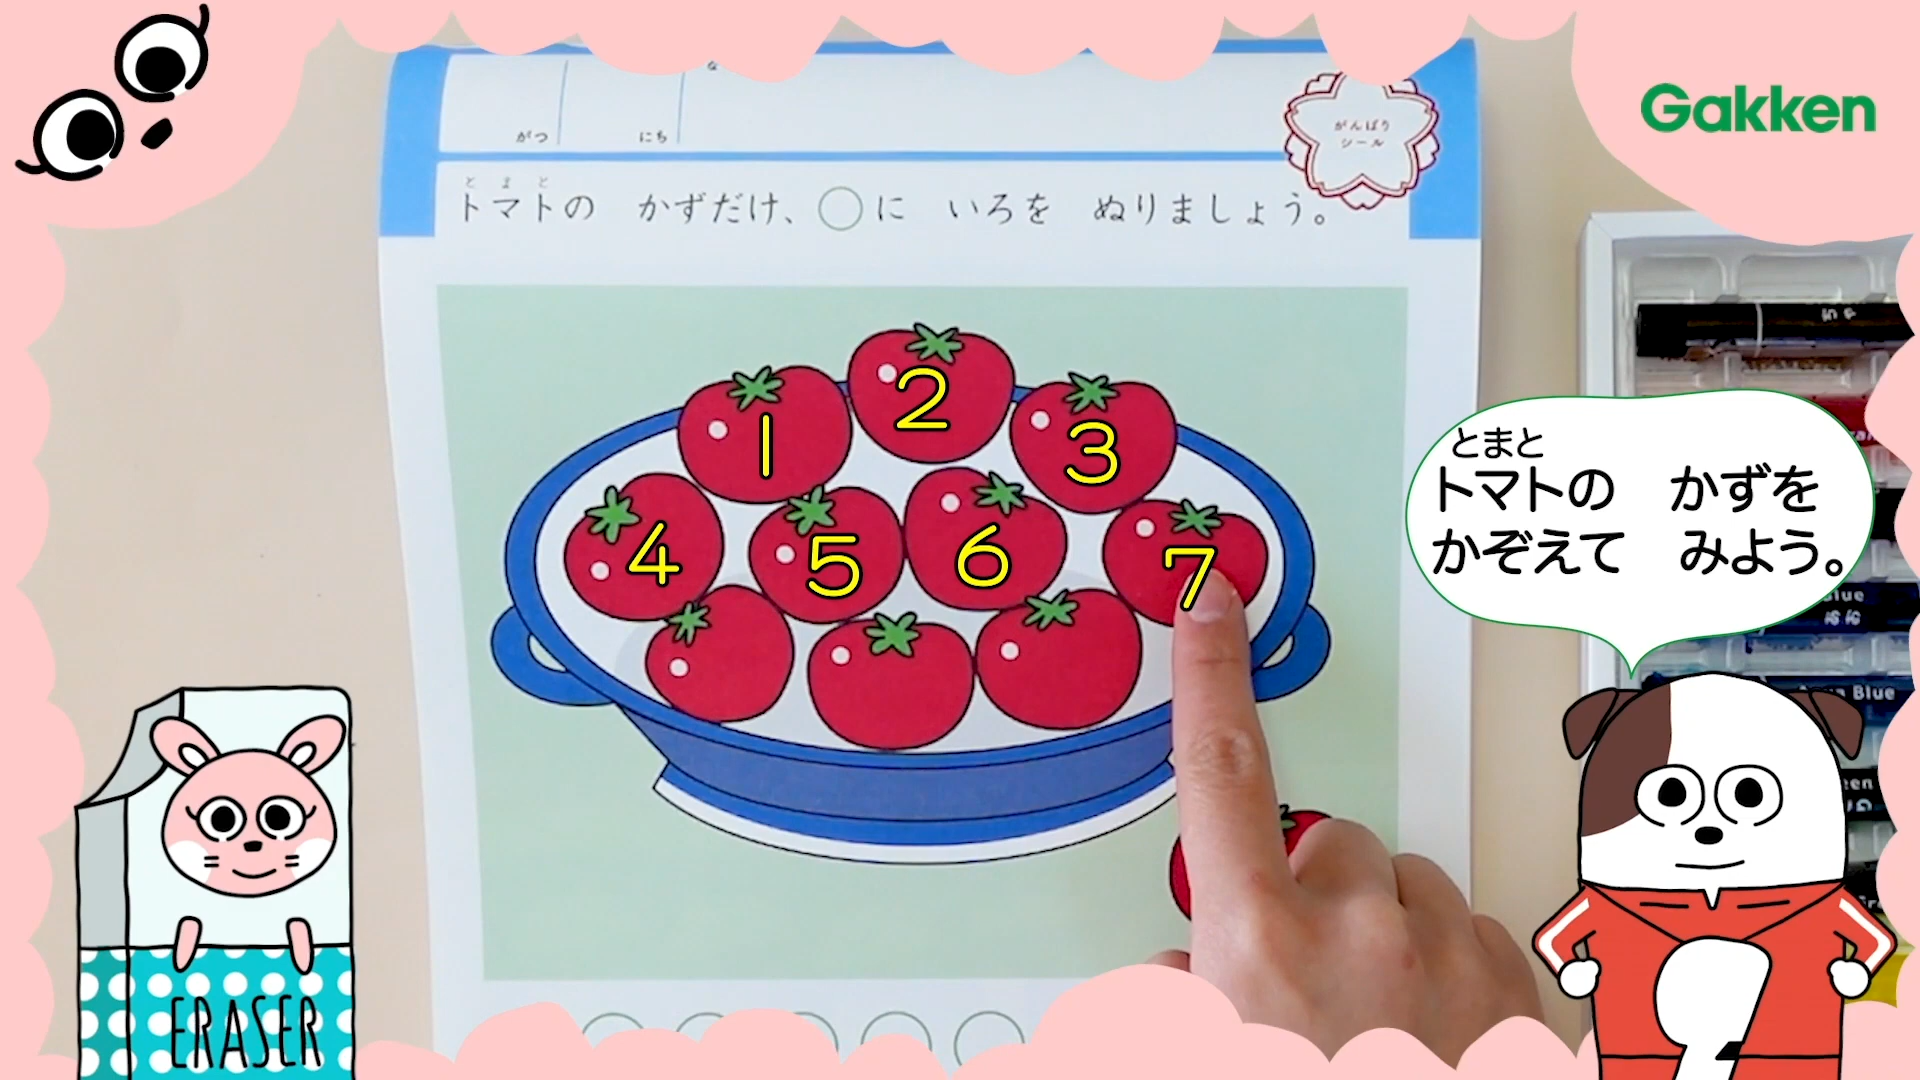 Gakken
がつ
にち
な
がんばり
シール
とまと
トマトの かずだけ、○に いろを ぬりましょう。
1
2
3
4
5
6
7
とまと
トマトの かずを
かぞえて みよう。
Blue
Blue
ERASER